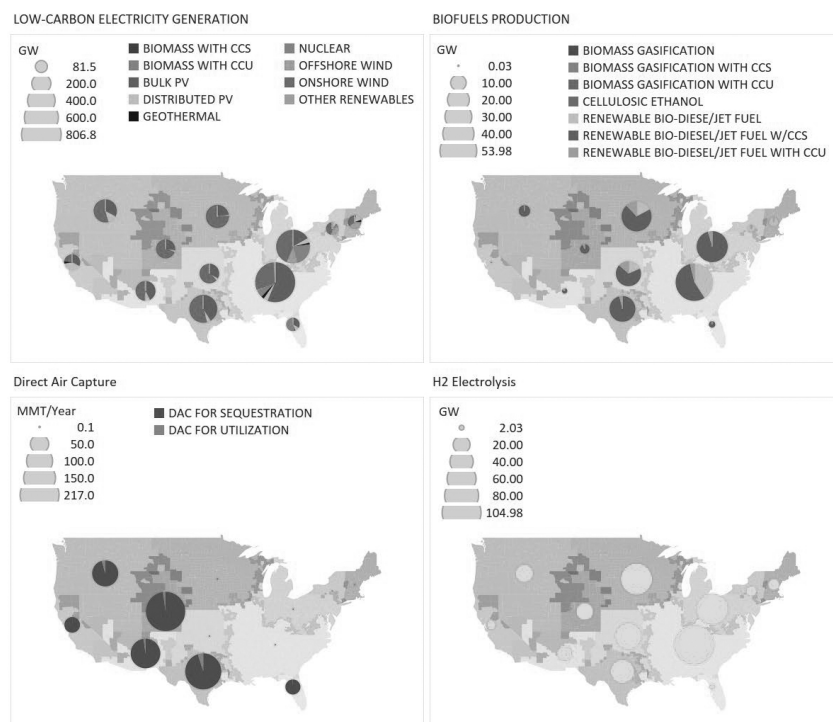 LOW-CARBON ELECTRICITY GENERATION
GW
81.5
200.0
400.0
600.0
806.8
BIOMASS WITH CCS
BIOMASS WITH CCU
BULK PV
DISTRIBUTED PV
GEOTHERMAL
NUCLEAR
OFFSHORE WIND
ONSHORE WIND
OTHER RENEWABLES
BIOFUELS PRODUCTION
GW
0.03
10.00
20.00
30.00
40.00
53.98
BIOMASS GASIFICATION
BIOMASS GASIFICATION WITH CCS
BIOMASS GASIFICATION WITH CCU
CELLULOSIC ETHANOL
RENEWABLE BIO-DIESE/JET FUEL
RENEWABLE BIO-DIESEL/JET FUEL W/CCS
RENEWABLE BIO-DIESEL/JET FUEL WITH CCU
Direct Air Capture
MMT/Year
0.1
50.0
100.0
150.0
217.0
DAC FOR SEQUESTRATION
DAC FOR UTILIZATION
H2 Electrolysis
GW
2.03
20.00
40.00
60.00
80.00
104.98